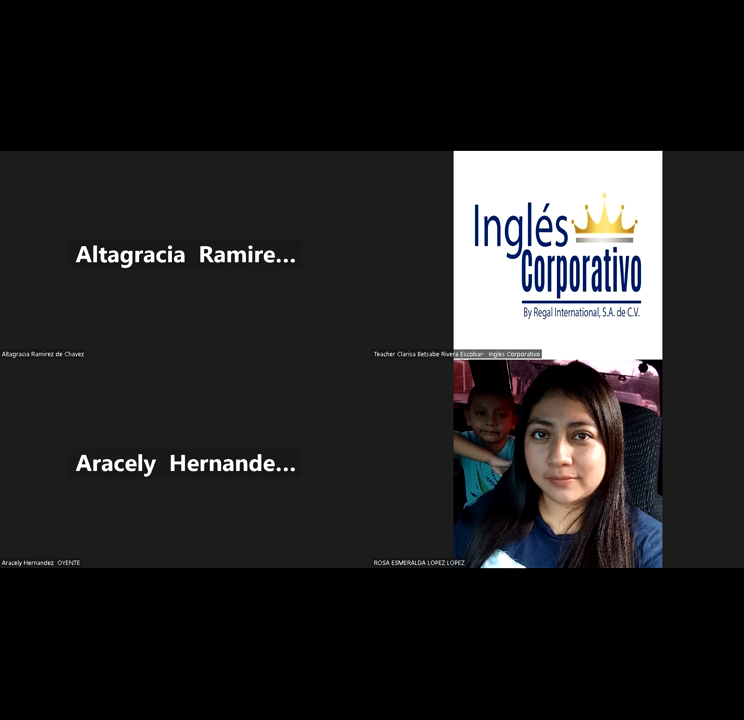 Altagracia Ramire...
Altagracia Ramirez de Chavez
Inglés
Corporativo
By Regal International, S.A. de C.V.
Teacher Clarisa Betsabe Rivera Escobar- Ingles Corporativo
Aracely Hernande...
Aracely Hernandez OYENTE
ROSA ESMERALDA LOPEZ LOPEZ